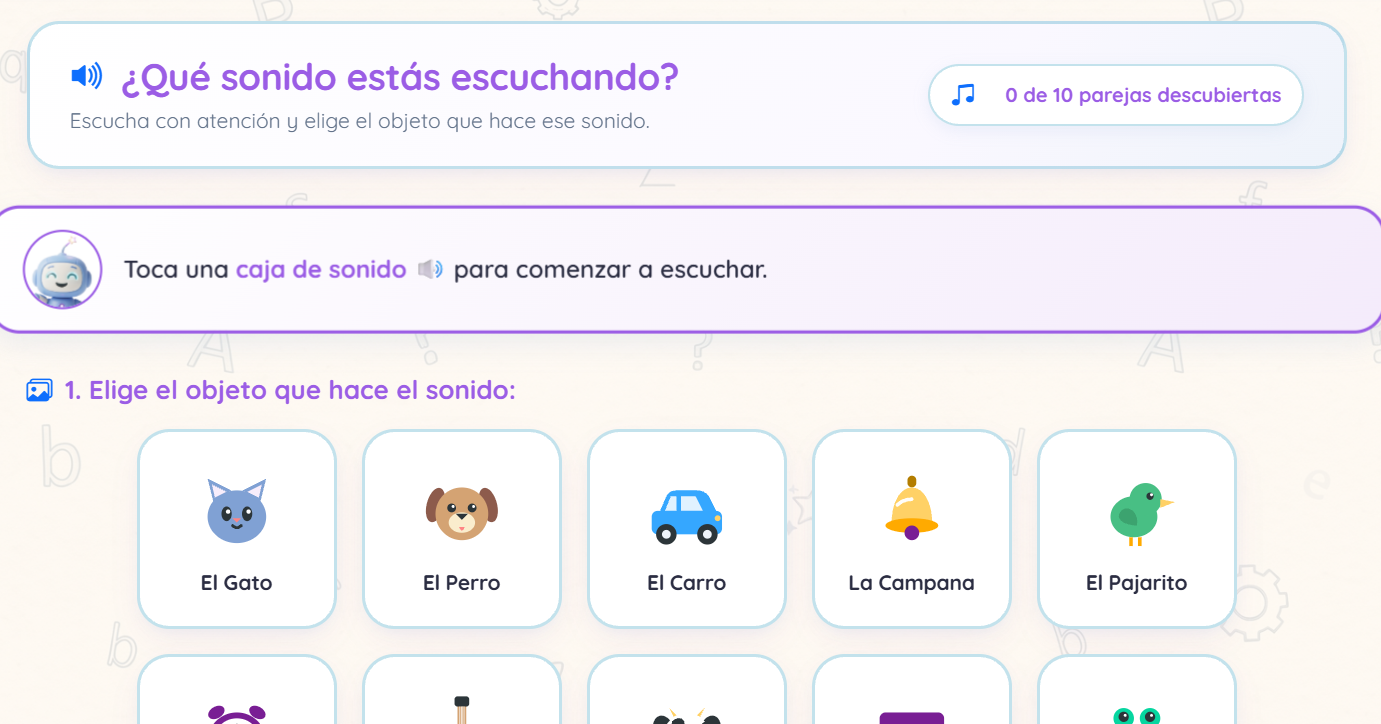 ¿Qué sonido estás escuchando?
Escucha con atención y elige el objeto que hace ese sonido.
0 de 10 parejas descubiertas
Toca una caja de sonido 🔊 para comenzar a escuchar.
1. Elige el objeto que hace el sonido:
El Gato
El Perro
El Carro
La Campana
El Pajarito